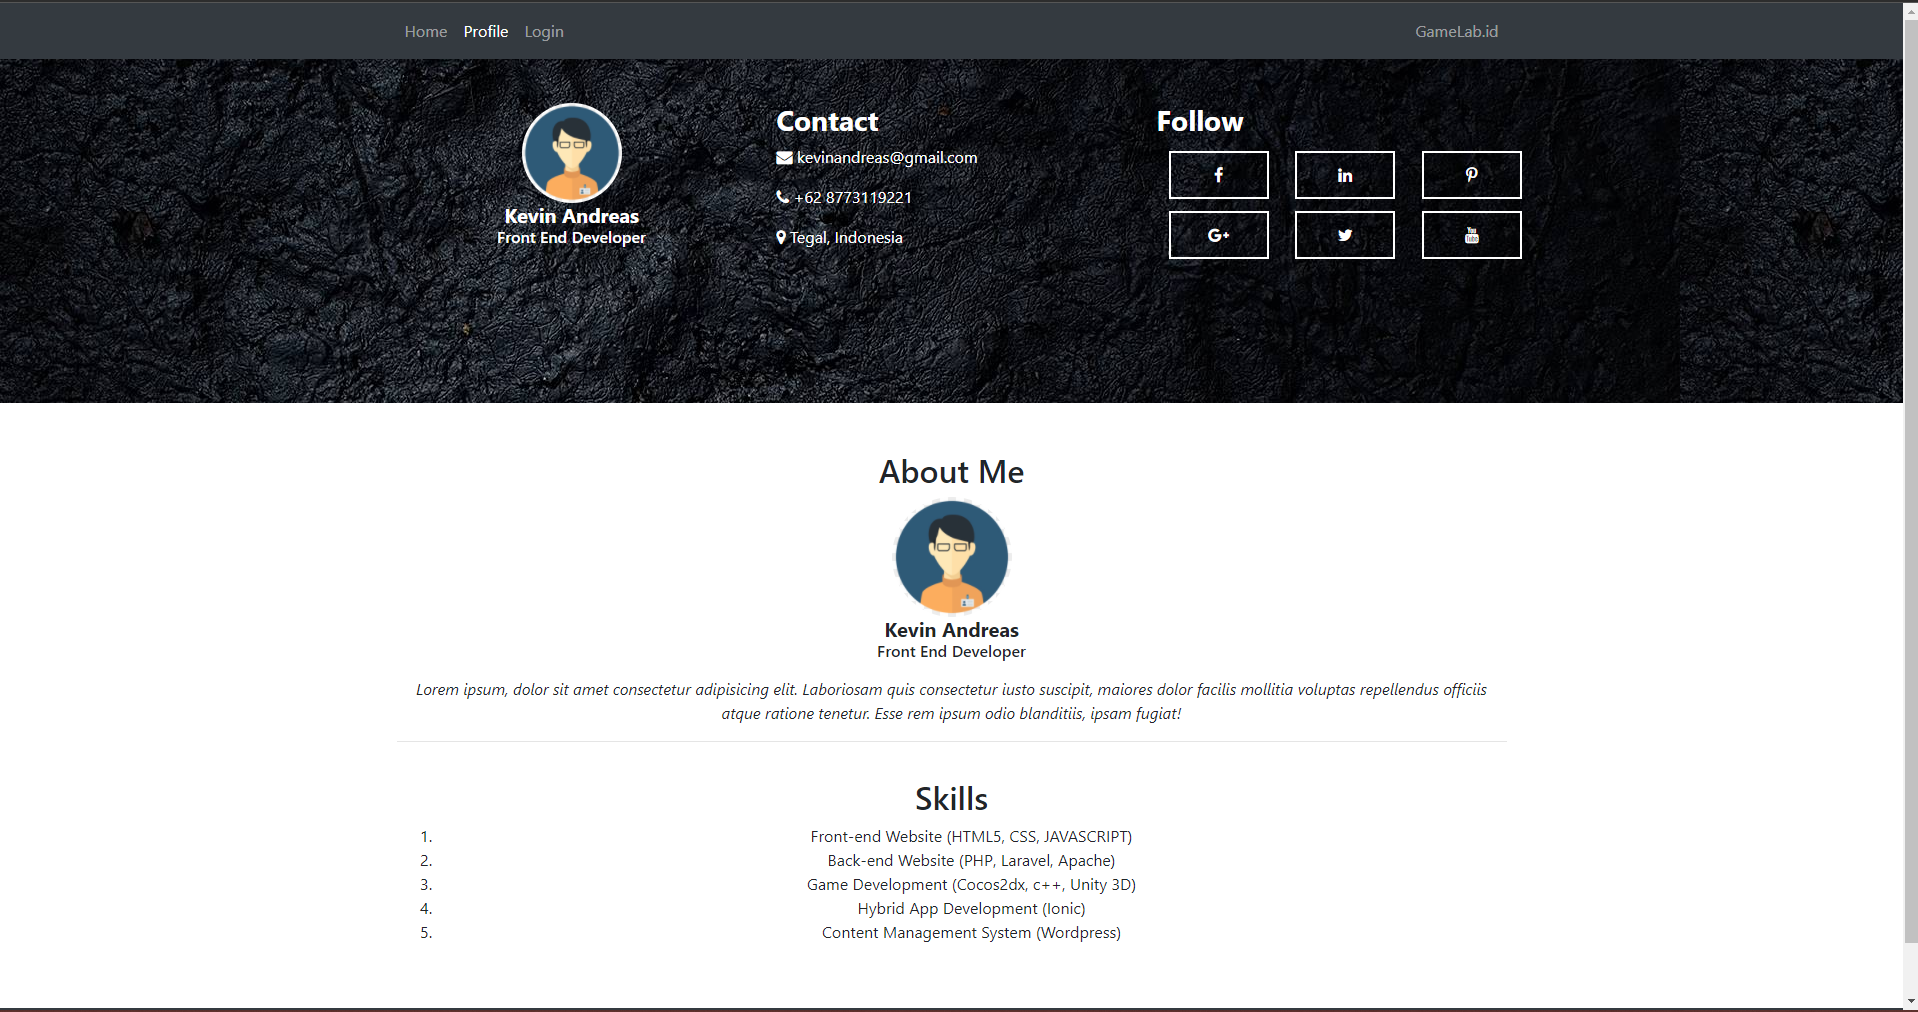 Home Profile Login GameLab.id
Kevin Andreas
Front End Developer
Contact
kevinandreas@gmail.com
+62 8773119221
Tegal, Indonesia
Follow
You
Tube
About Me
Kevin Andreas
Front End Developer
Lorem ipsum, dolor sit amet consectetur adipisicing elit. Laboriosam quis consectetur iusto suscipit, maiores dolor facilis mollitia voluptas repellendus officiis
atque ratione tenetur. Esse rem ipsum odio blanditiis, ipsam fugiat!
Skills
1. Front-end Website (HTML5, CSS, JAVASCRIPT)
2. Back-end Website (PHP, Laravel, Apache)
3. Game Development (Cocos2dx, c++, Unity 3D)
4. Hybrid App Development (Ionic)
5. Content Management System (Wordpress)